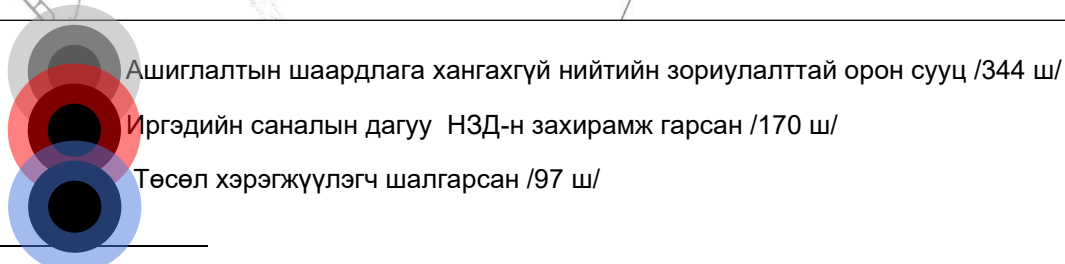 Ашиглалтын шаардлага хангахгүй нийтийн зориулалттай орон сууц /344 ш/
Иргэдийн саналын дагуу НЗД-н захирамж гарсан /170 ш/
Төсөл хэрэгжүүлэгч шалгарсан /97 ш/